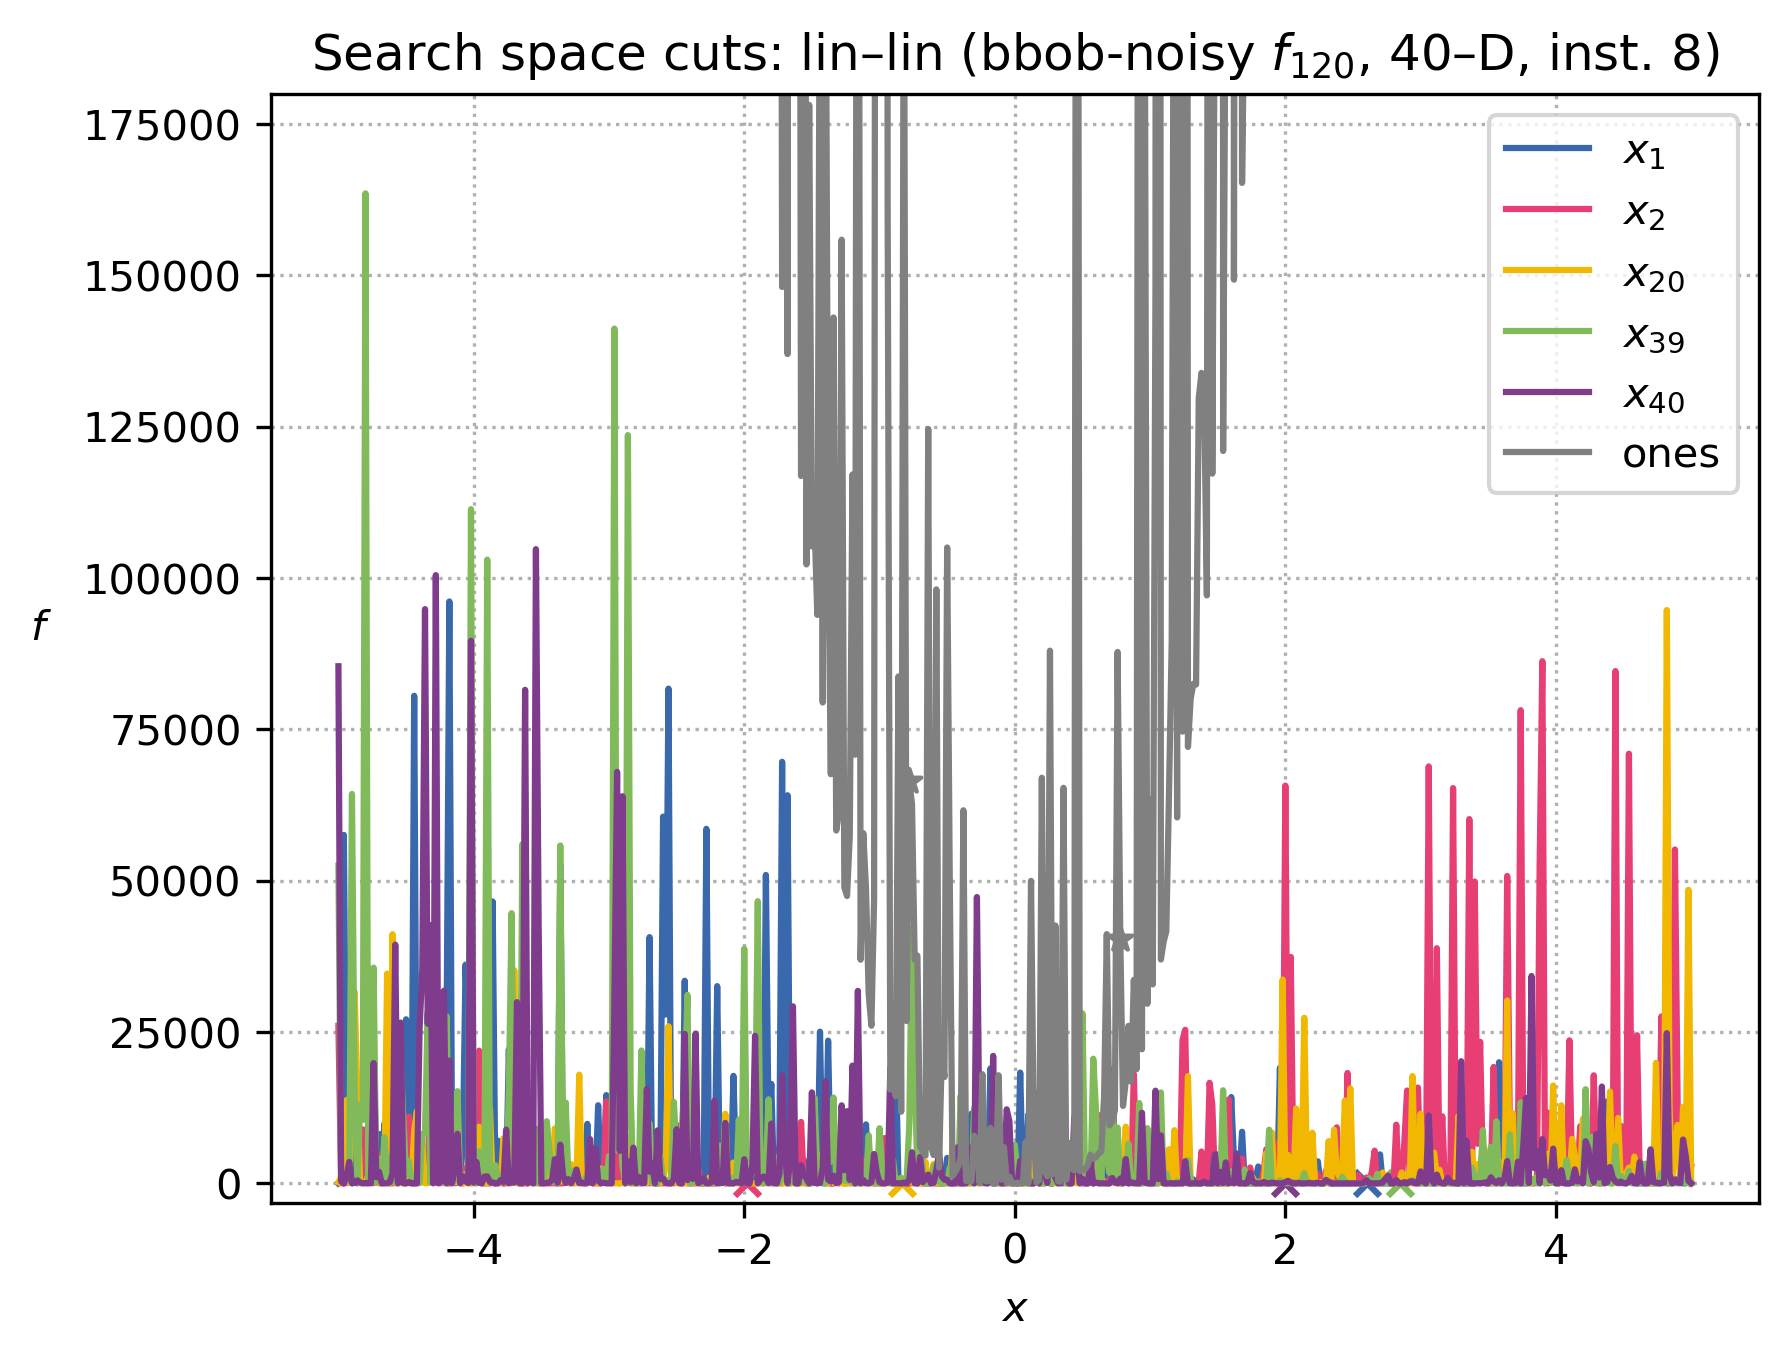 Search space cuts: lin–lin (bbob-noisy f120, 40–D, inst. 8)
175000
150000
125000
100000
75000
50000
25000
0
f
−4
−2
0
2
4
x
x1
x2
x20
x39
x40
ones